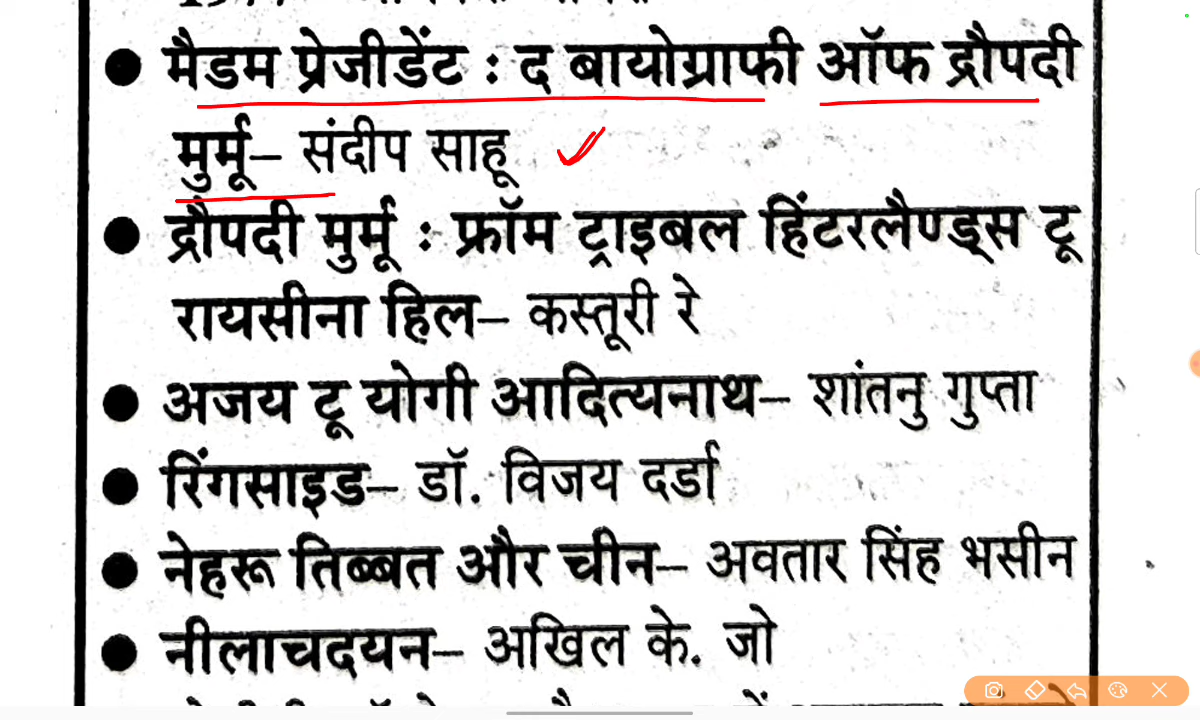 ● मैडम प्रेजीडेंट : द बायोग्राफी ऑफ द्रौपदी
मुर्मू– संदीप साहू
● द्रौपदी मुर्मू : फ्रॉम ट्राइबल हिंटरलैण्ड्स टू
रायसीना हिल– कस्तूरी रे
● अजय टू योगी आदित्यनाथ– शांतनु गुप्ता
● रिंगसाइड– डॉ. विजय दर्डा
● नेहरू तिब्बत और चीन– अवतार सिंह भसीन
● नीलाचदयन– अखिल के. जो